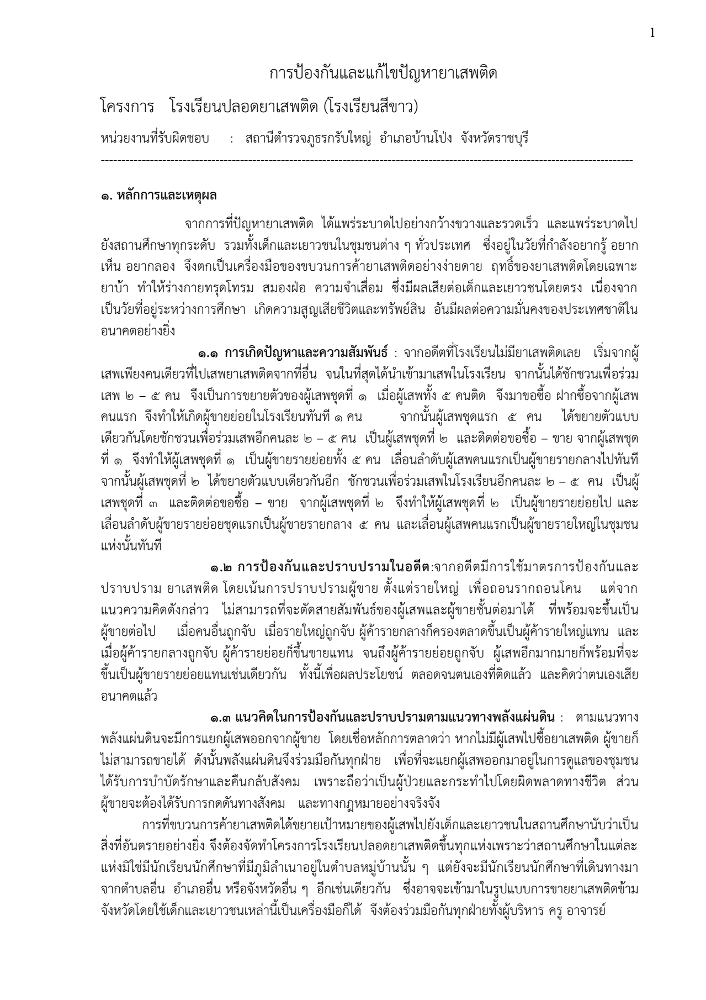 1
การป้องกันและแก้ไขปัญหายาเสพติด
โครงการ โรงเรียนปลอดยาเสพติด (โรงเรียนสีขาว)
หน่วยงานที่รับผิดชอบ : สถานีตำรวจภูธรกรับใหญ่ อำเภอบ้านโป่ง จังหวัดราชบุรี
--------------------------------------------------------------------------------------------------------------------------------
๑. หลักการและเหตุผล
จากการที่ปัญหายาเสพติด ได้แพร่ระบาดไปอย่างกว้างขวางและรวดเร็ว และแพร่ระบาดไป
ยังสถานศึกษาทุกระดับ รวมทั้งเด็กและเยาวชนในชุมชนต่าง ๆ ทั่วประเทศ ซึ่งอยู่ในวัยที่กำลังอยากรู้ อยาก
เห็น อยากลอง จึงตกเป็นเครื่องมือของขบวนการค้ายาเสพติดอย่างง่ายดาย ฤทธิ์ของยาเสพติดโดยเฉพาะ
ยาบ้า ทำให้ร่างกายทรุดโทรม สมองฝ่อ ความจำเสื่อม ซึ่งมีผลเสียต่อเด็กและเยาวชนโดยตรง เนื่องจาก
เป็นวัยที่อยู่ระหว่างการศึกษา เกิดความสูญเสียชีวิตและทรัพย์สิน อันมีผลต่อความมั่นคงของประเทศชาติใน
อนาคตอย่างยิ่ง
๑.๑ การเกิดปัญหาและความสัมพันธ์ : จากอดีตที่โรงเรียนไม่มียาเสพติดเลย เริ่มจากผู้
เสพเพียงคนเดียวที่ไปเสพยาเสพติดจากที่อื่น จนในที่สุดได้นำเข้ามาเสพในโรงเรียน จากนั้นได้ชักชวนเพื่อร่วม
เสพ ๒ – ๕ คน จึงเป็นการขยายตัวของผู้เสพชุดที่ ๑ เมื่อผู้เสพทั้ง ๕ คนติด จึงมาขอซื้อ ฝากซื้อจากผู้เสพ
คนแรก จึงทำให้เกิดผู้ขายย่อยในโรงเรียนทันที ๑ คน จากนั้นผู้เสพชุดแรก ๕ คน ได้ขยายตัวแบบ
เดียวกันโดยชักชวนเพื่อร่วมเสพอีกคนละ ๒ – ๕ คน เป็นผู้เสพชุดที่ ๒ และติดต่อขอซื้อ – ขาย จากผู้เสพชุด
ที่ ๑ จึงทำให้ผู้เสพชุดที่ ๑ เป็นผู้ขายรายย่อยทั้ง ๕ คน เลื่อนลำดับผู้เสพคนแรกเป็นผู้ขายรายกลางไปทันที
จากนั้นผู้เสพชุดที่ ๒ ได้ขยายตัวแบบเดียวกันอีก ชักชวนเพื่อร่วมเสพในโรงเรียนอีกคนละ ๒ – ๕ คน เป็นผู้
เสพชุดที่ ๓ และติดต่อขอซื้อ – ขาย จากผู้เสพชุดที่ ๒ จึงทำให้ผู้เสพชุดที่ ๒ เป็นผู้ขายรายย่อยไป และ
เลื่อนลำดับผู้ขายรายย่อยชุดแรกเป็นผู้ขายรายกลาง ๕ คน และเลื่อนผู้เสพคนแรกเป็นผู้ขายรายใหญ่ในชุมชน
แห่งนั้นทันที
๑.๒ การป้องกันและปราบปรามในอดีต:จากอดีตมีการใช้มาตรการป้องกันและ
ปราบปราม ยาเสพติด โดยเน้นการปราบปรามผู้ขาย ตั้งแต่รายใหญ่ เพื่อถอนรากถอนโคน แต่จาก
แนวความคิดดังกล่าว ไม่สามารถที่จะตัดสายสัมพันธ์ของผู้เสพและผู้ขายชั้นต่อมาได้ ที่พร้อมจะขึ้นเป็น
ผู้ขายต่อไป เมื่อคนอื่นถูกจับ เมื่อรายใหญ่ถูกจับ ผู้ค้ารายกลางก็ครองตลาดขึ้นเป็นผู้ค้ารายใหญ่แทน และ
เมื่อผู้ค้ารายกลางถูกจับ ผู้ค้ารายย่อยก็ขึ้นขายแทน จนถึงผู้ค้ารายย่อยถูกจับ ผู้เสพอีกมากมายก็พร้อมที่จะ
ขึ้นเป็นผู้ขายรายย่อยแทนเช่นเดียวกัน ทั้งนี้เพื่อผลประโยชน์ ตลอดจนตนเองที่ติดแล้ว และคิดว่าตนเองเสีย
อนาคตแล้ว
๑.๓ แนวคิดในการป้องกันและปราบปรามตามแนวทางพลังแผ่นดิน : ตามแนวทาง
พลังแผ่นดินจะมีการแยกผู้เสพออกจากผู้ขาย โดยเชื่อหลักการตลาดว่า หากไม่มีผู้เสพไปซื้อยาเสพติด ผู้ขายก็
ไม่สามารถขายได้ ดังนั้นพลังแผ่นดินจึงร่วมมือกันทุกฝ่าย เพื่อที่จะแยกผู้เสพออกมาอยู่ในการดูแลของชุมชน
ได้รับการบำบัดรักษาและคืนกลับสังคม เพราะถือว่าเป็นผู้ป่วยและกระทำไปโดยผิดพลาดทางชีวิต ส่วน
ผู้ขายจะต้องได้รับการกดดันทางสังคม และทางกฎหมายอย่างจริงจัง
การที่ขบวนการค้ายาเสพติดได้ขยายเป้าหมายของผู้เสพไปยังเด็กและเยาวชนในสถานศึกษานับว่าเป็น
สิ่งที่อันตรายอย่างยิ่ง จึงต้องจัดทำโครงการโรงเรียนปลอดยาเสพติดขึ้นทุกแห่งเพราะว่าสถานศึกษาในแต่ละ
แห่งมิใช่มีนักเรียนนักศึกษาที่มีภูมิลำเนาอยู่ในตำบลหมู่บ้านนั้น ๆ แต่ยังจะมีนักเรียนนักศึกษาที่เดินทางมา
จากตำบลอื่น อำเภออื่น หรือจังหวัดอื่น ๆ อีกเช่นเดียวกัน ซึ่งอาจจะเข้ามาในรูปแบบการขายยาเสพติดข้าม
จังหวัดโดยใช้เด็กและเยาวชนเหล่านี้เป็นเครื่องมือก็ได้ จึงต้องร่วมมือกันทุกฝ่ายทั้งผู้บริหาร ครู อาจารย์